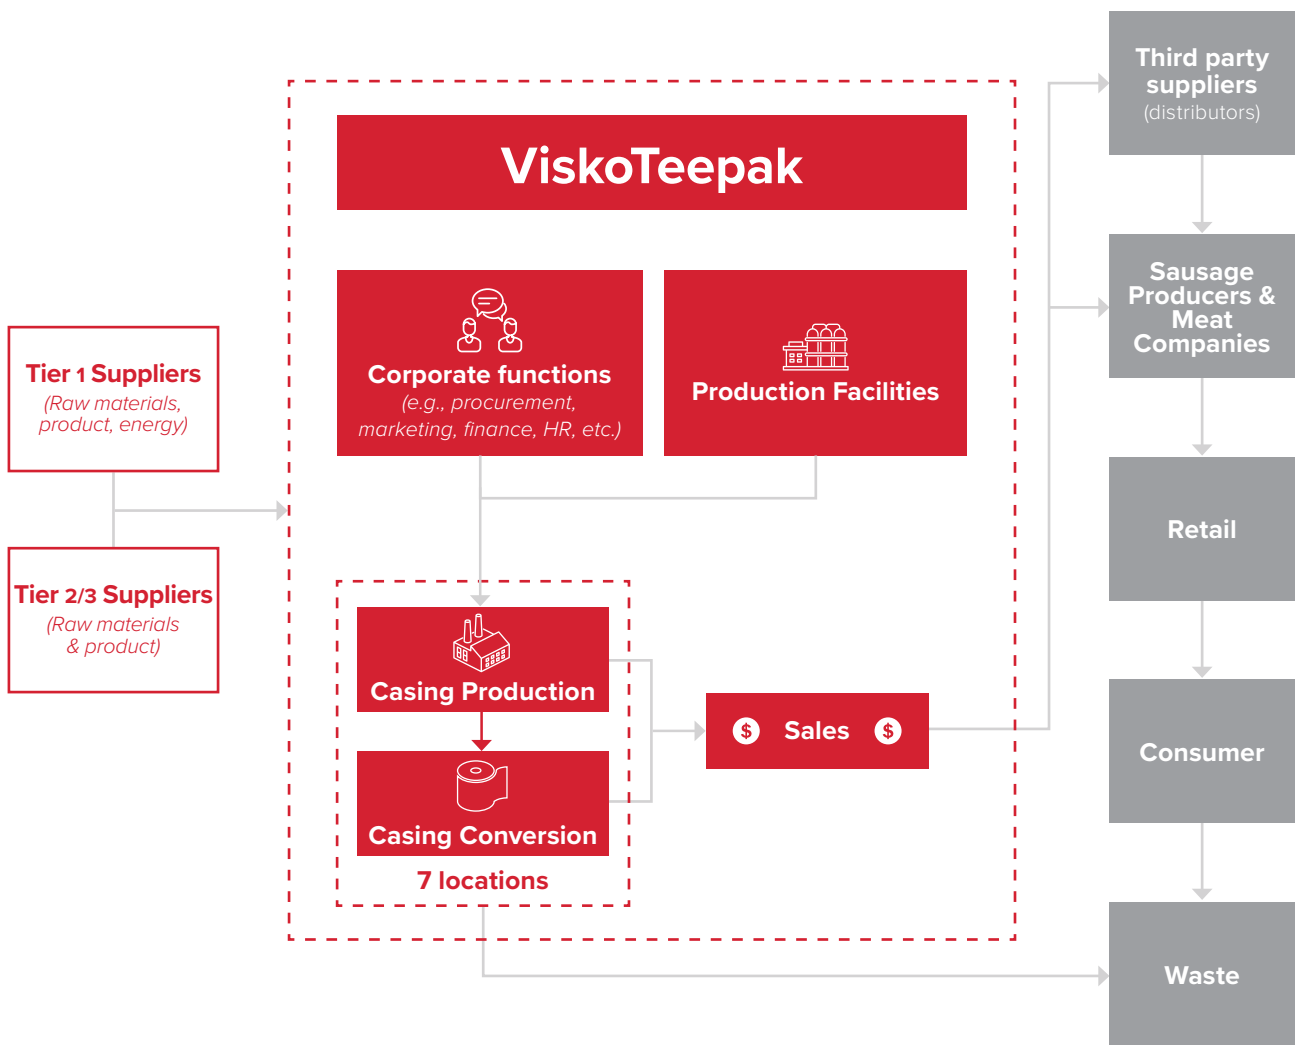 ViskoTeepak
Tier 1 Suppliers
(Raw materials,
product, energy)
Tier 2/3 Suppliers
(Raw materials
& product)
Corporate functions
(e.g., procurement,
marketing, finance, HR, etc.)
Production Facilities
Casing Production
Casing Conversion
7 locations
$ Sales $
Third party
suppliers
(distributors)
Sausage
Producers &
Meat
Companies
Retail
Consumer
Waste